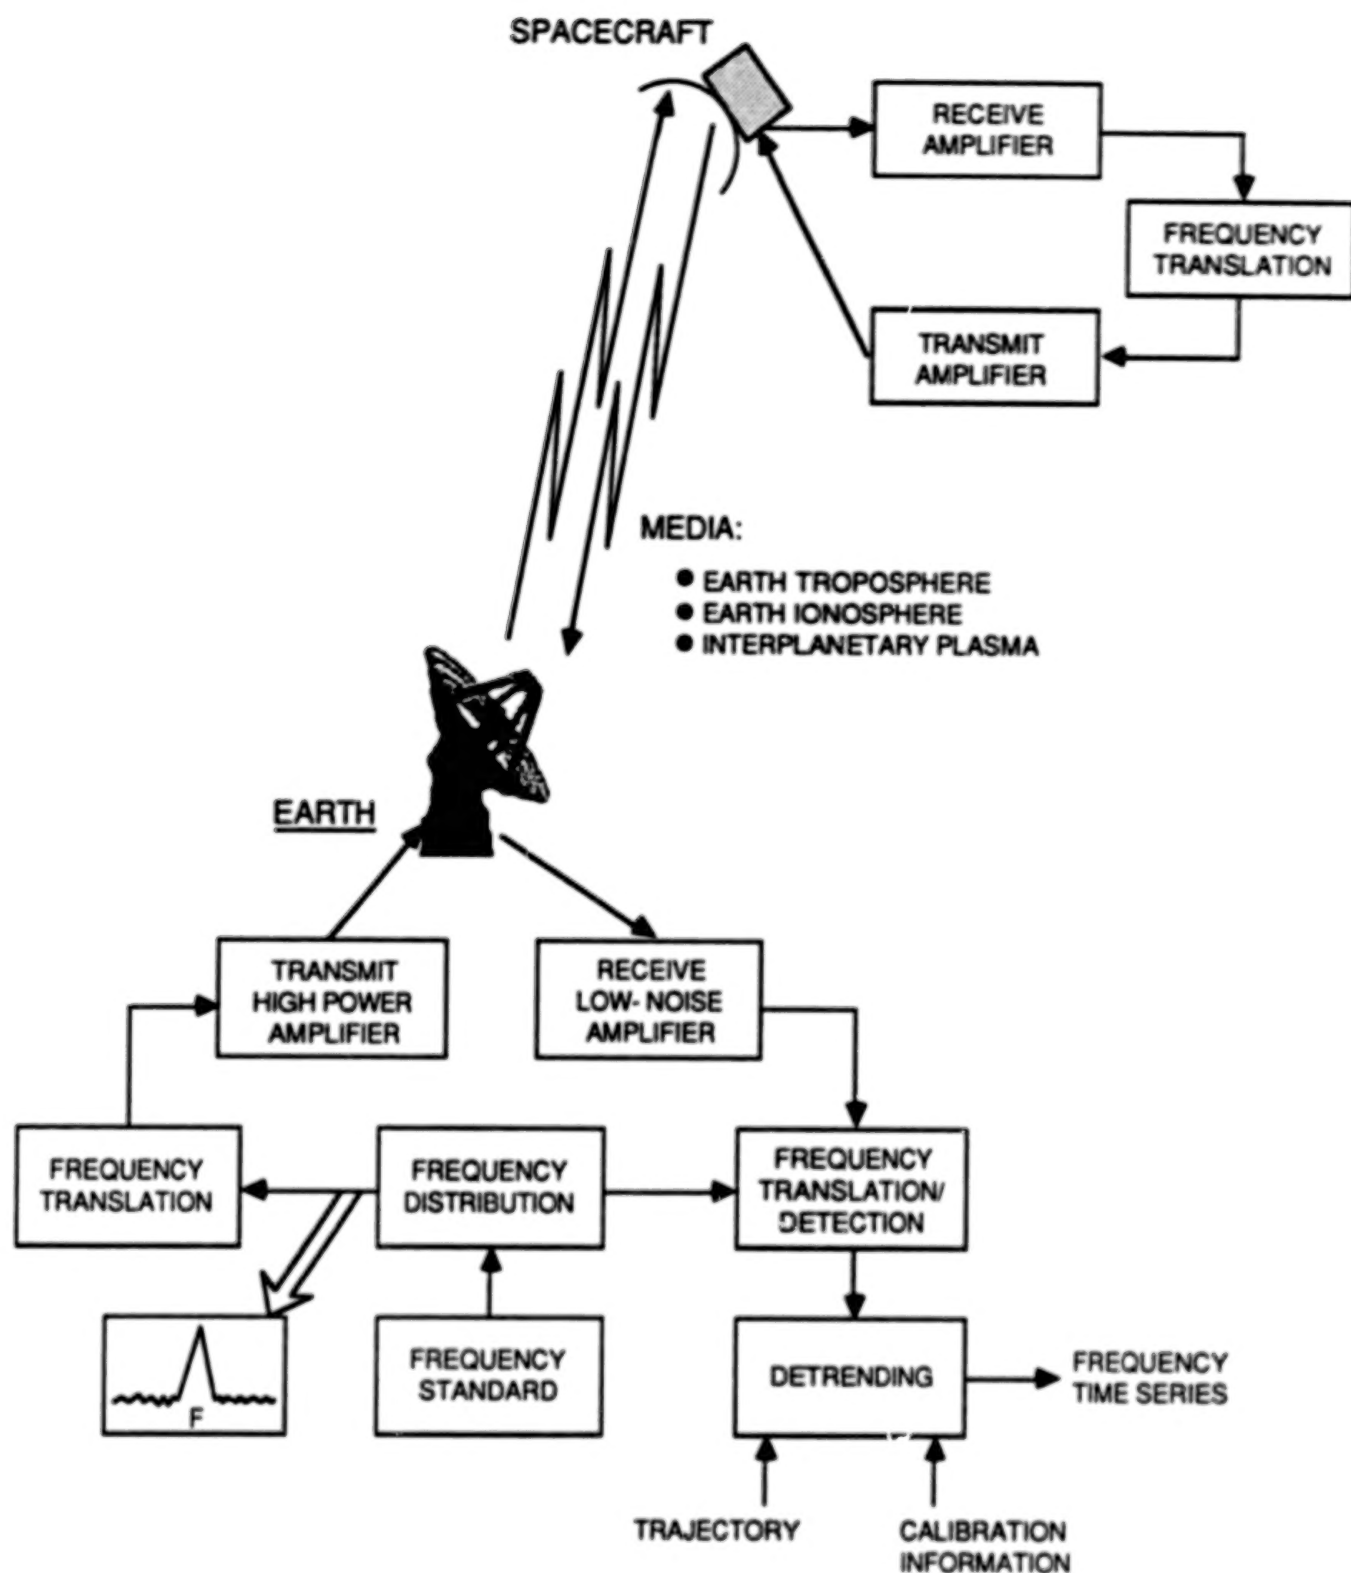 SPACECRAFT
RECEIVE
AMPLIFIER
FREQUENCY
TRANSLATION
TRANSMIT
AMPLIFIER
MEDIA:
● EARTH TROPOSPHERE
● EARTH IONOSPHERE
● INTERPLANETARY PLASMA
EARTH
TRANSMIT
HIGH POWER
AMPLIFIER
RECEIVE
LOW- NOISE
AMPLIFIER
FREQUENCY
TRANSLATION
FREQUENCY
DISTRIBUTION
FREQUENCY
TRANSLATION/
DETECTION
F
FREQUENCY
STANDARD
DETRENDING
FREQUENCY
TIME SERIES
TRAJECTORY
CALIBRATION
INFORMATION